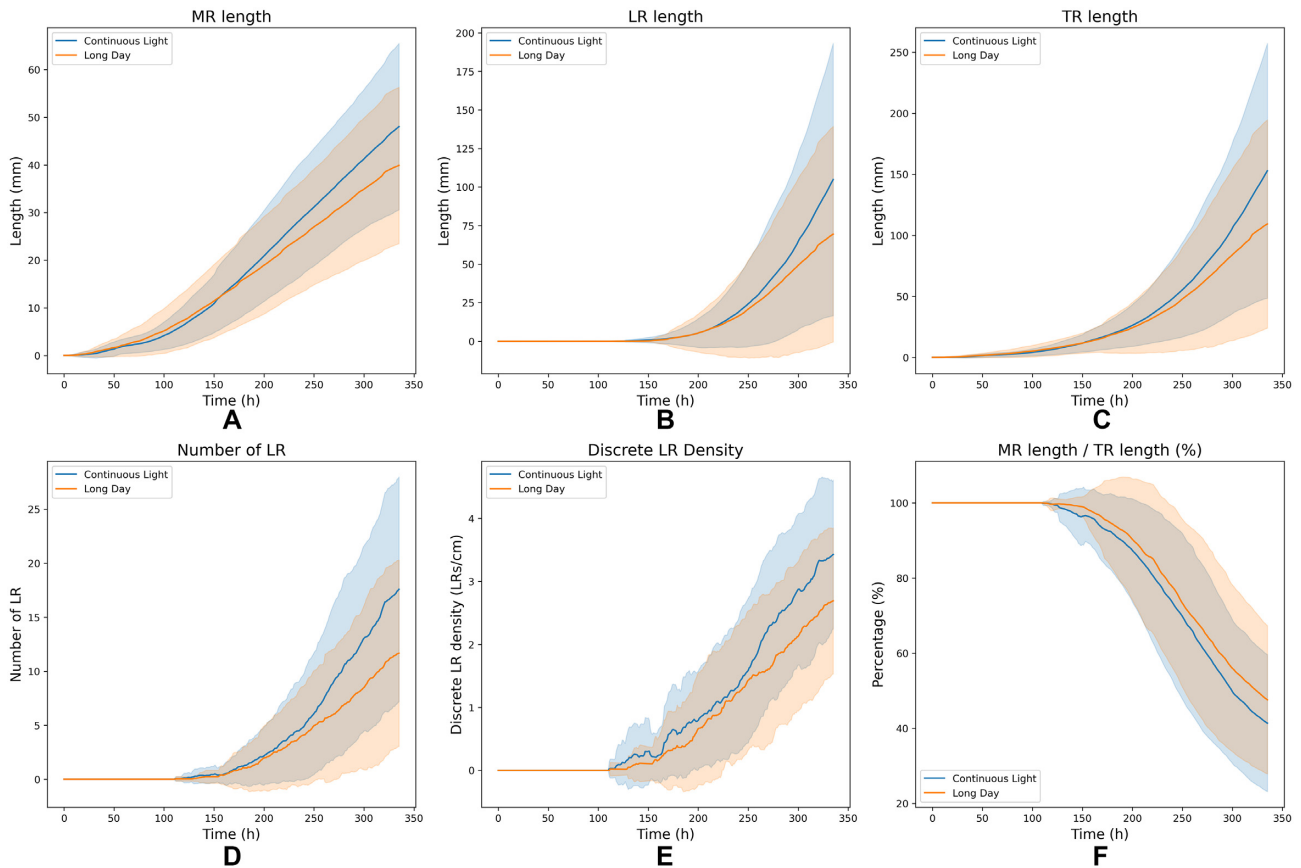 MR length
Continuous Light
Long Day
Length (mm)
60
50
40
30
20
10
0
0 50 100 150 200 250 300 350
Time (h)
A
LR length
Continuous Light
Long Day
Length (mm)
200
175
150
125
100
75
50
25
0
0 50 100 150 200 250 300 350
Time (h)
B
TR length
Continuous Light
Long Day
Length (mm)
250
200
150
100
50
0
0 50 100 150 200 250 300 350
Time (h)
C
Number of LR
Continuous Light
Long Day
Number of LR
25
20
15
10
5
0
0 50 100 150 200 250 300 350
Time (h)
D
Discrete LR Density
Continuous Light
Long Day
Discrete LR density (LRs/cm)
4
3
2
1
0
0 50 100 150 200 250 300 350
Time (h)
E
MR length / TR length (%)
Percentage (%)
100
80
60
40
20
Continuous Light
Long Day
0 50 100 150 200 250 300 350
Time (h)
F